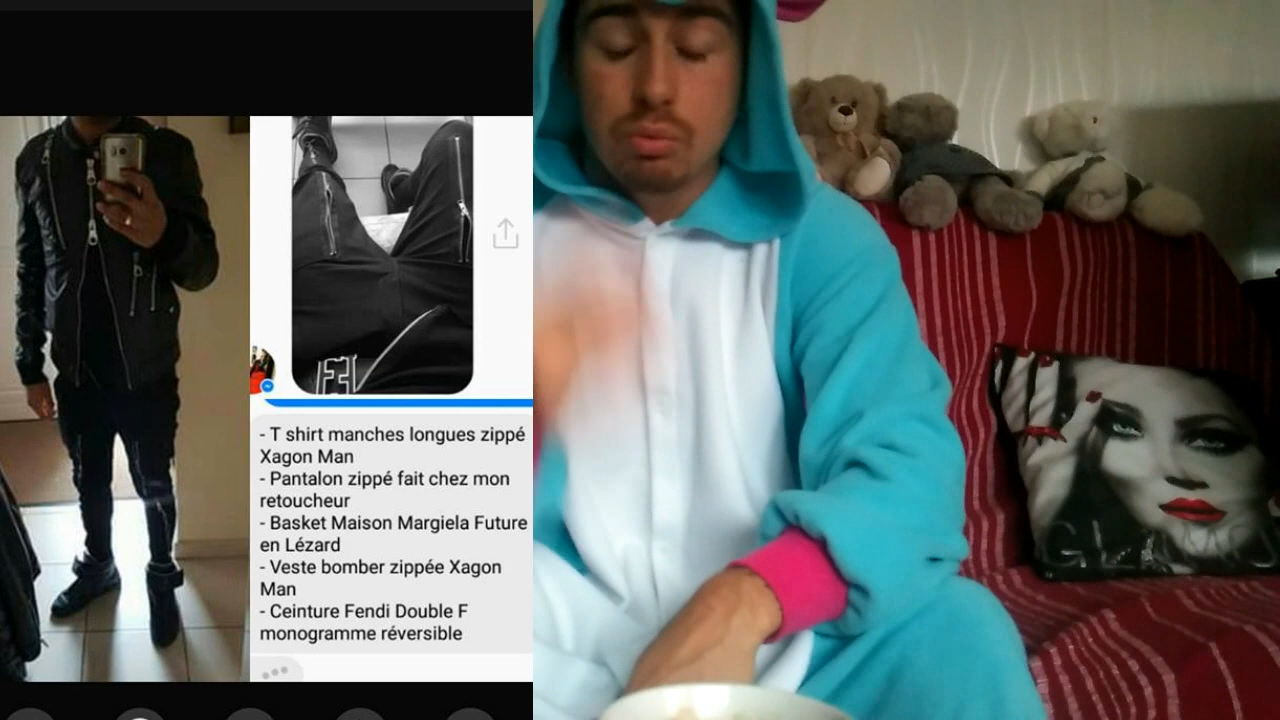 - T shirt manches longues zippé
Xagon Man
- Pantalon zippé fait chez mon
retoucheur
- Basket Maison Margiela Future
en Lézard
- Veste bomber zippée Xagon
Man
- Ceinture Fendi Double F
monogramme réversible